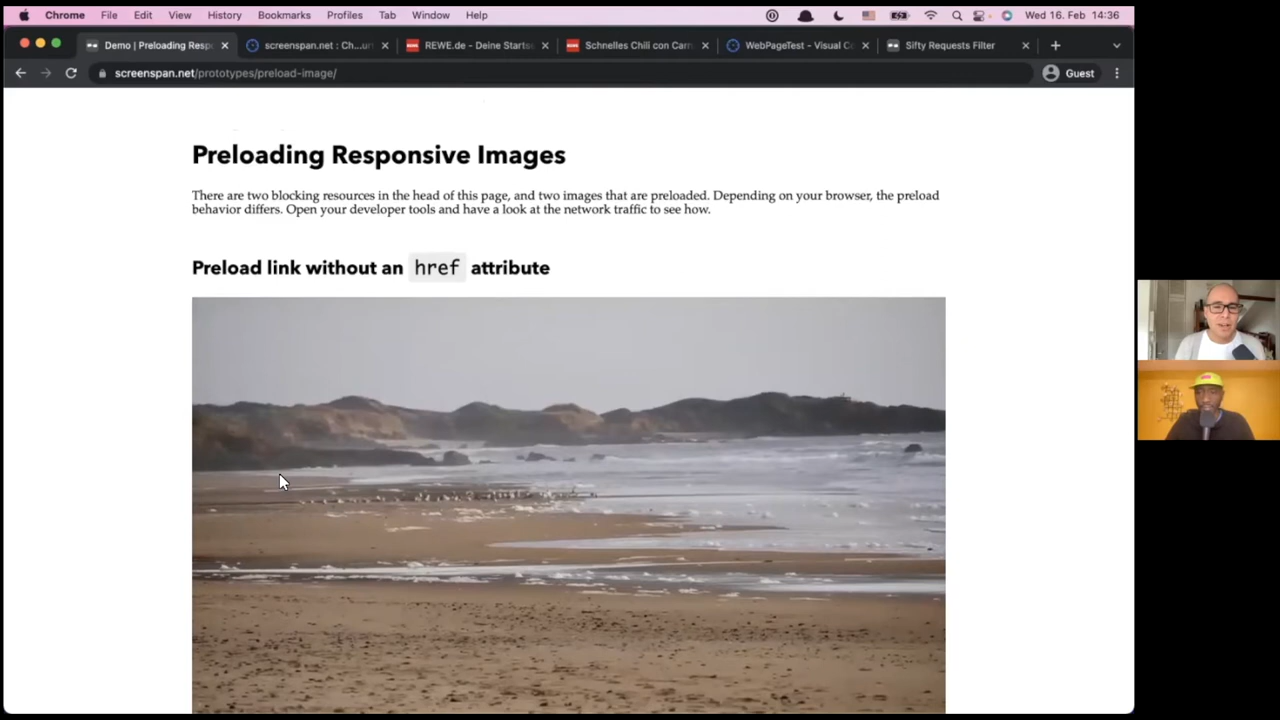 Chrome File Edit View History Bookmarks Profiles Tab Window Help Wed 16. Feb 14:36
Demo | Preloading Resp screenspan.net : Ch...ur REWE.de - Deine Starts Schnelles Chili con Carn WebPageTest - Visual Co Sifty Requests Filter
screenspan.net/prototypes/preload-image/ Guest
Preloading Responsive Images
There are two blocking resources in the head of this page, and two images that are preloaded. Depending on your browser, the preload
behavior differs. Open your developer tools and have a look at the network traffic to see how.
Preload link without an href attribute